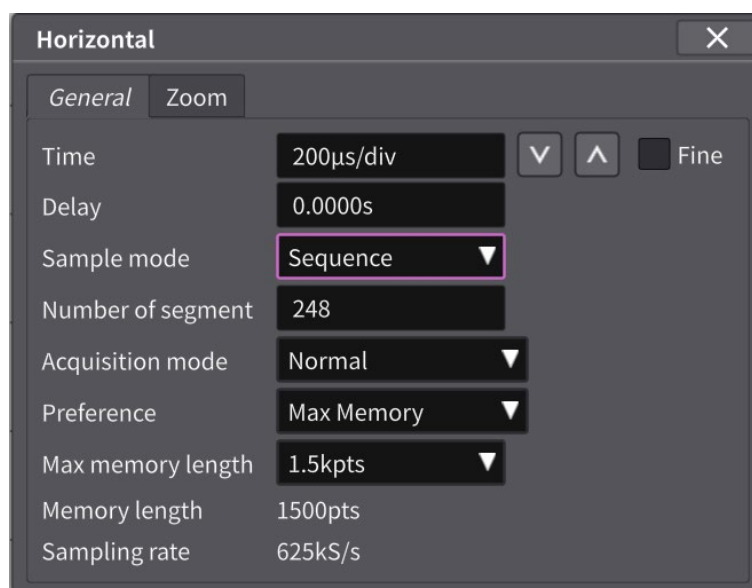 Horizontal
General Zoom
Time 200μs/div Fine
Delay 0.0000s
Sample mode Sequence
Number of segment 248
Acquisition mode Normal
Preference Max Memory
Max memory length 1.5kpts
Memory length 1500pts
Sampling rate 625kS/s